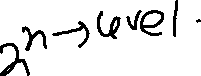 2^n → level.